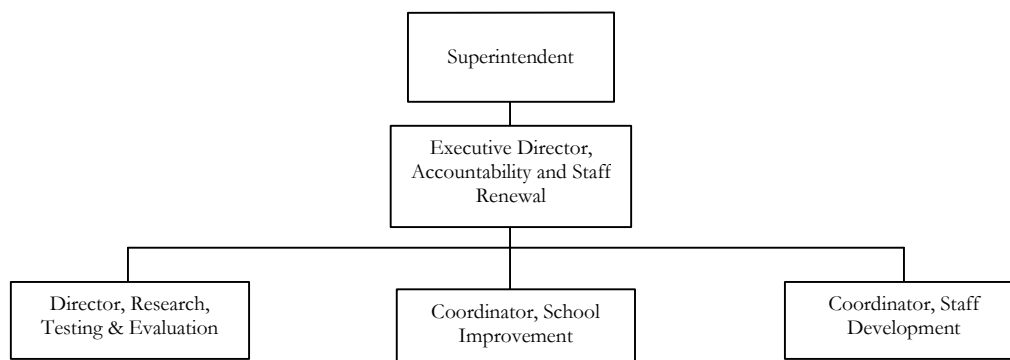 Superintendent
Executive Director,
Accountability and Staff
Renewal
Director, Research,
Testing & Evaluation
Coordinator, School
Improvement
Coordinator, Staff
Development